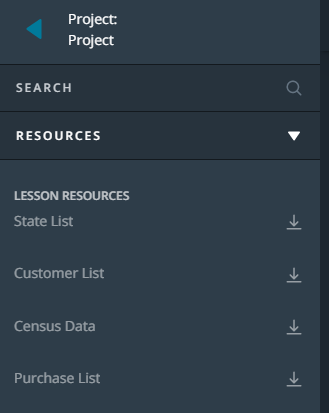 Project:
Project
SEARCH
RESOURCES
LESSON RESOURCES
State List
Customer List
Census Data
Purchase List